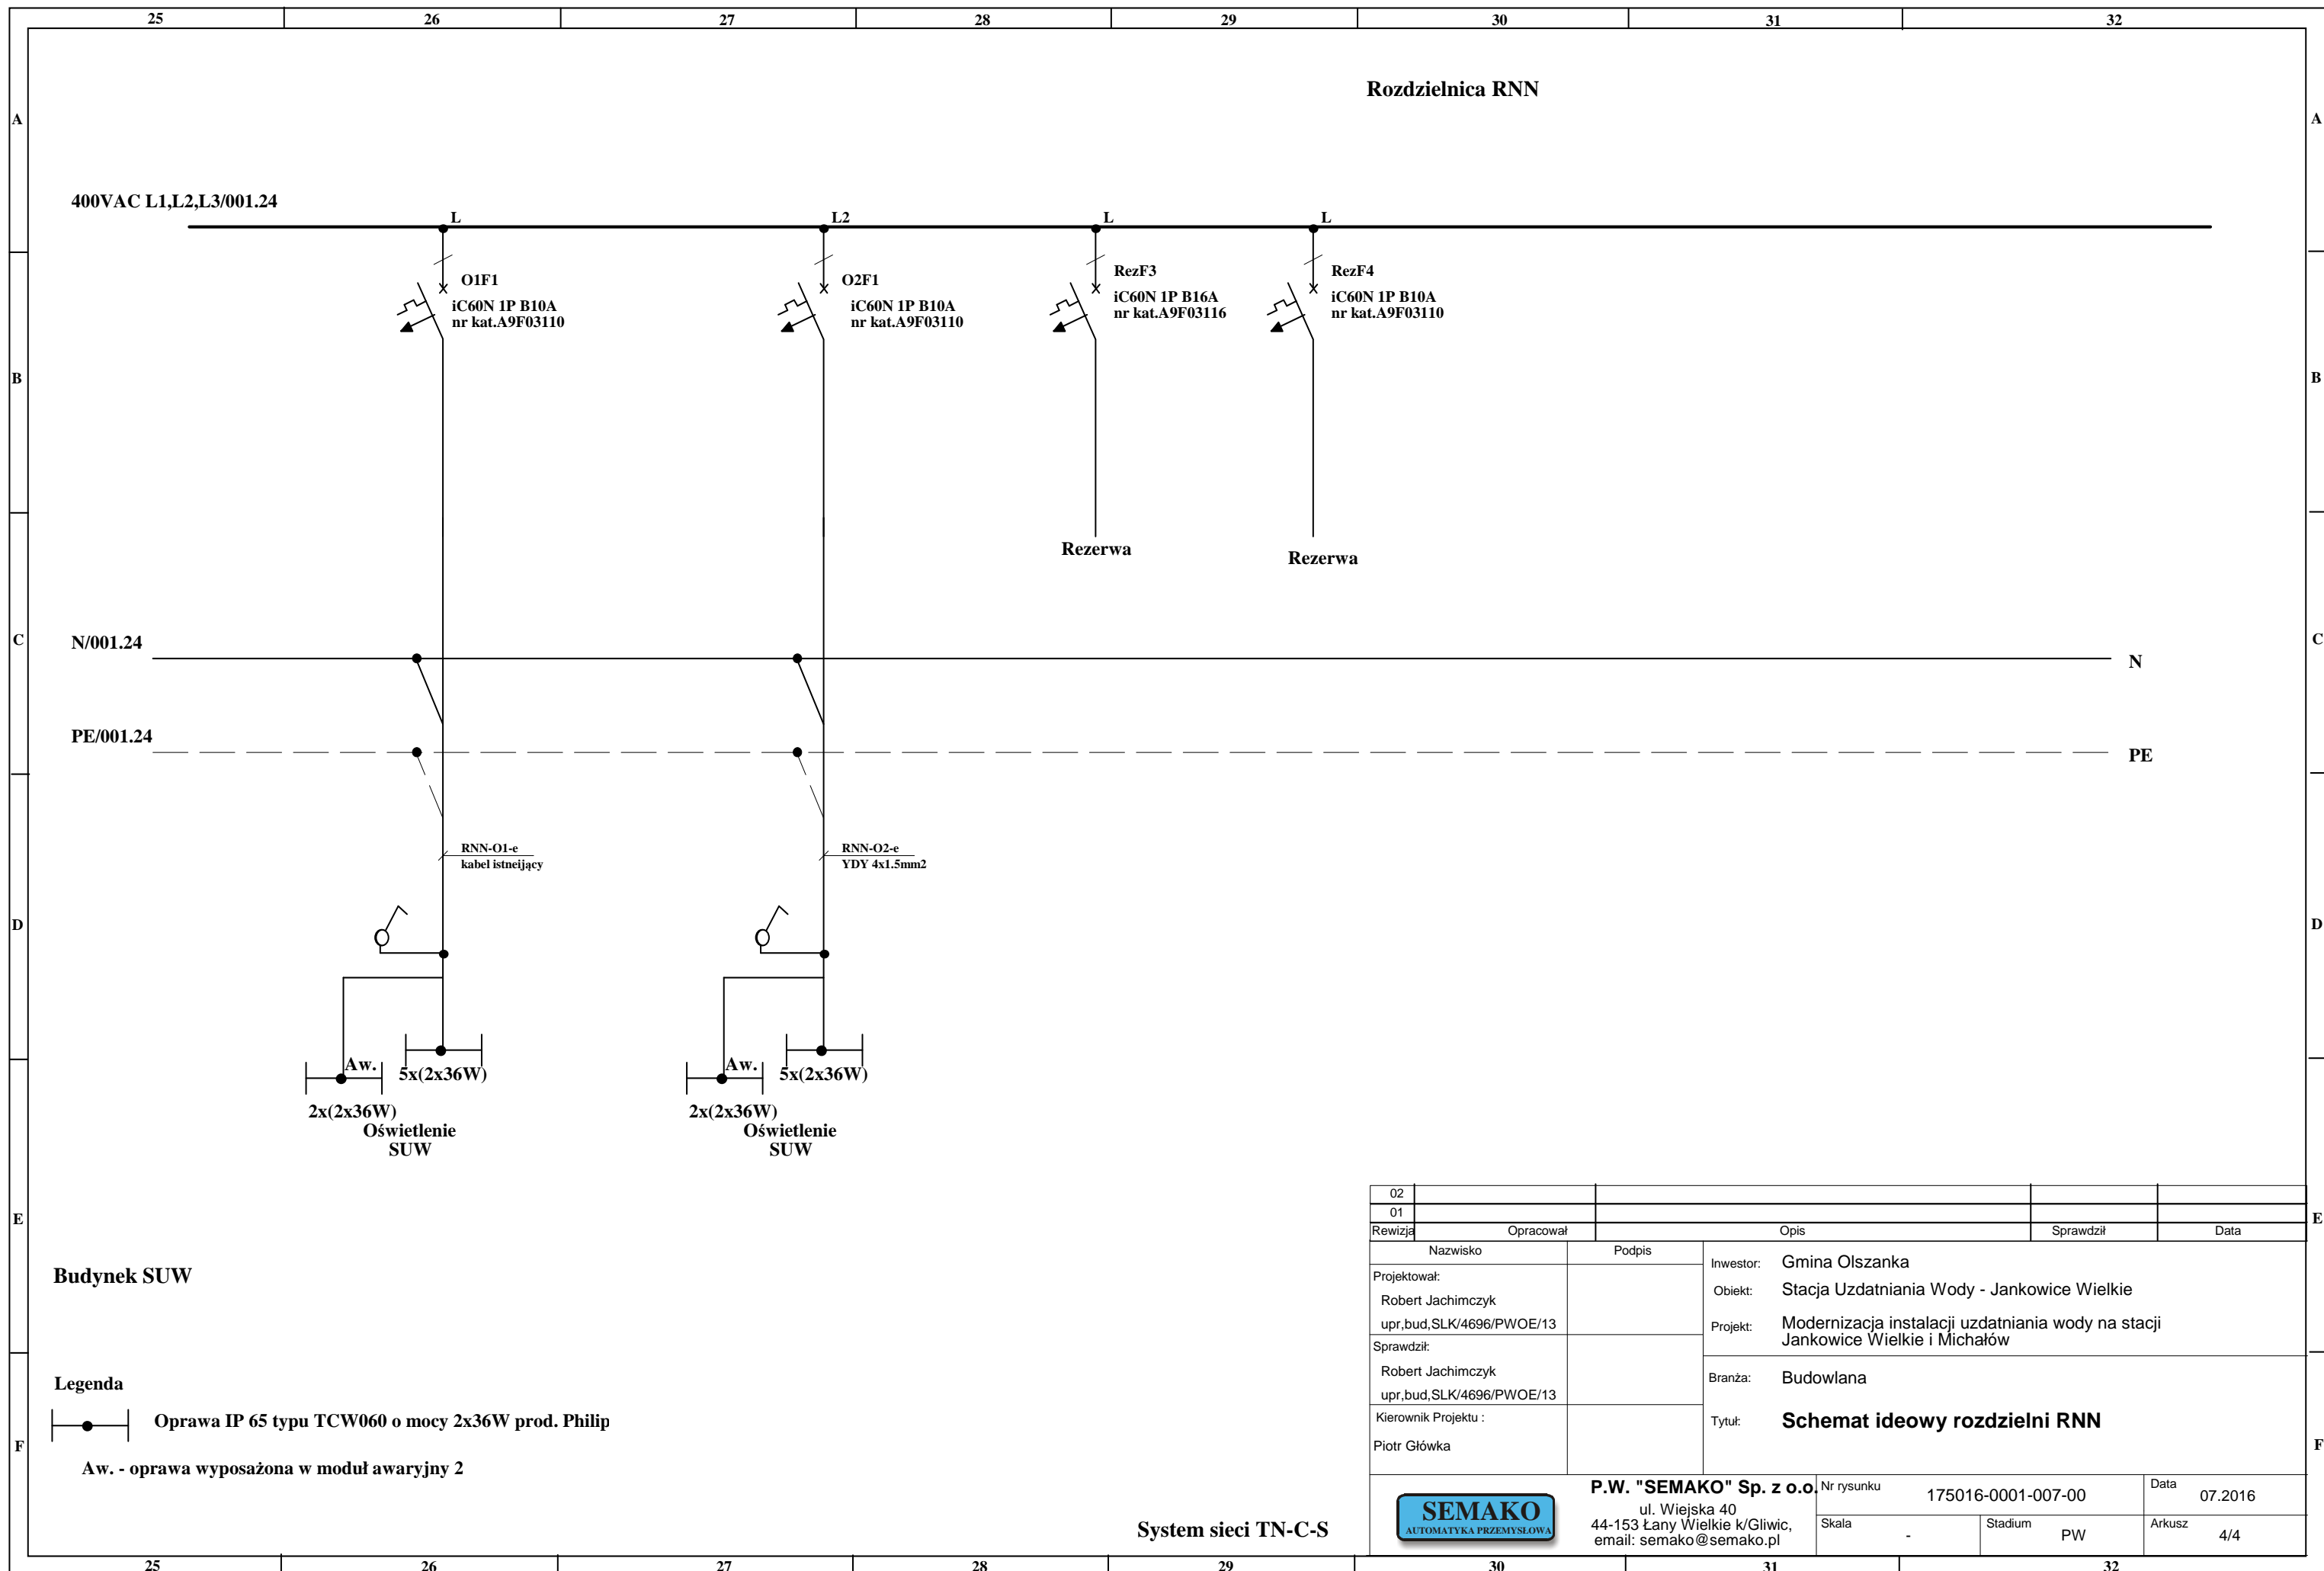 25 26 27 28 29 30 31 32
Rozdzielnica RNN
A A
400VAC L1,L2,L3/001.24
L L2 L L
O1F1
iC60N 1P B10A
nr kat.A9F03110
O2F1
iC60N 1P B10A
nr kat.A9F03110
RezF3
iC60N 1P B16A
nr kat.A9F03116
RezF4
iC60N 1P B10A
nr kat.A9F03110
B B
Rezerwa
Rezerwa
C C
N/001.24
N
PE/001.24
PE
RNN-O1-e
kabel istneijący
RNN-O2-e
YDY 4x1.5mm2
D D
Aw.
5x(2x36W)
2x(2x36W)
Oświetlenie
SUW
Aw.
5x(2x36W)
2x(2x36W)
Oświetlenie
SUW
E E
Budynek SUW
Legenda
Oprawa IP 65 typu TCW060 o mocy 2x36W prod. Philip
Aw. - oprawa wyposażona w moduł awaryjny 2
F F
System sieci TN-C-S
02
01
Rewizja Opracował Opis Sprawdził Data
Nazwisko Podpis
Projektował:
Robert Jachimczyk
upr,bud,SLK/4696/PWOE/13
Sprawdził:
Robert Jachimczyk
upr,bud,SLK/4696/PWOE/13
Kierownik Projektu :
Piotr Główka
Inwestor: Gmina Olszanka
Obiekt: Stacja Uzdatniania Wody - Jankowice Wielkie
Projekt: Modernizacja instalacji uzdatniania wody na stacji
Jankowice Wielkie i Michałów
Branża: Budowlana
Tytuł: Schemat ideowy rozdzielni RNN
SEMAKO
AUTOMATYKA PRZEMYSŁOWA
P.W. "SEMAKO" Sp. z o.o.
ul. Wiejska 40
44-153 Łany Wielkie k/Gliwic,
email: semako@semako.pl
Nr rysunku 175016-0001-007-00
Data 07.2016
Skala -
Stadium PW
Arkusz 4/4
25 26 27 28 29 30 31 32